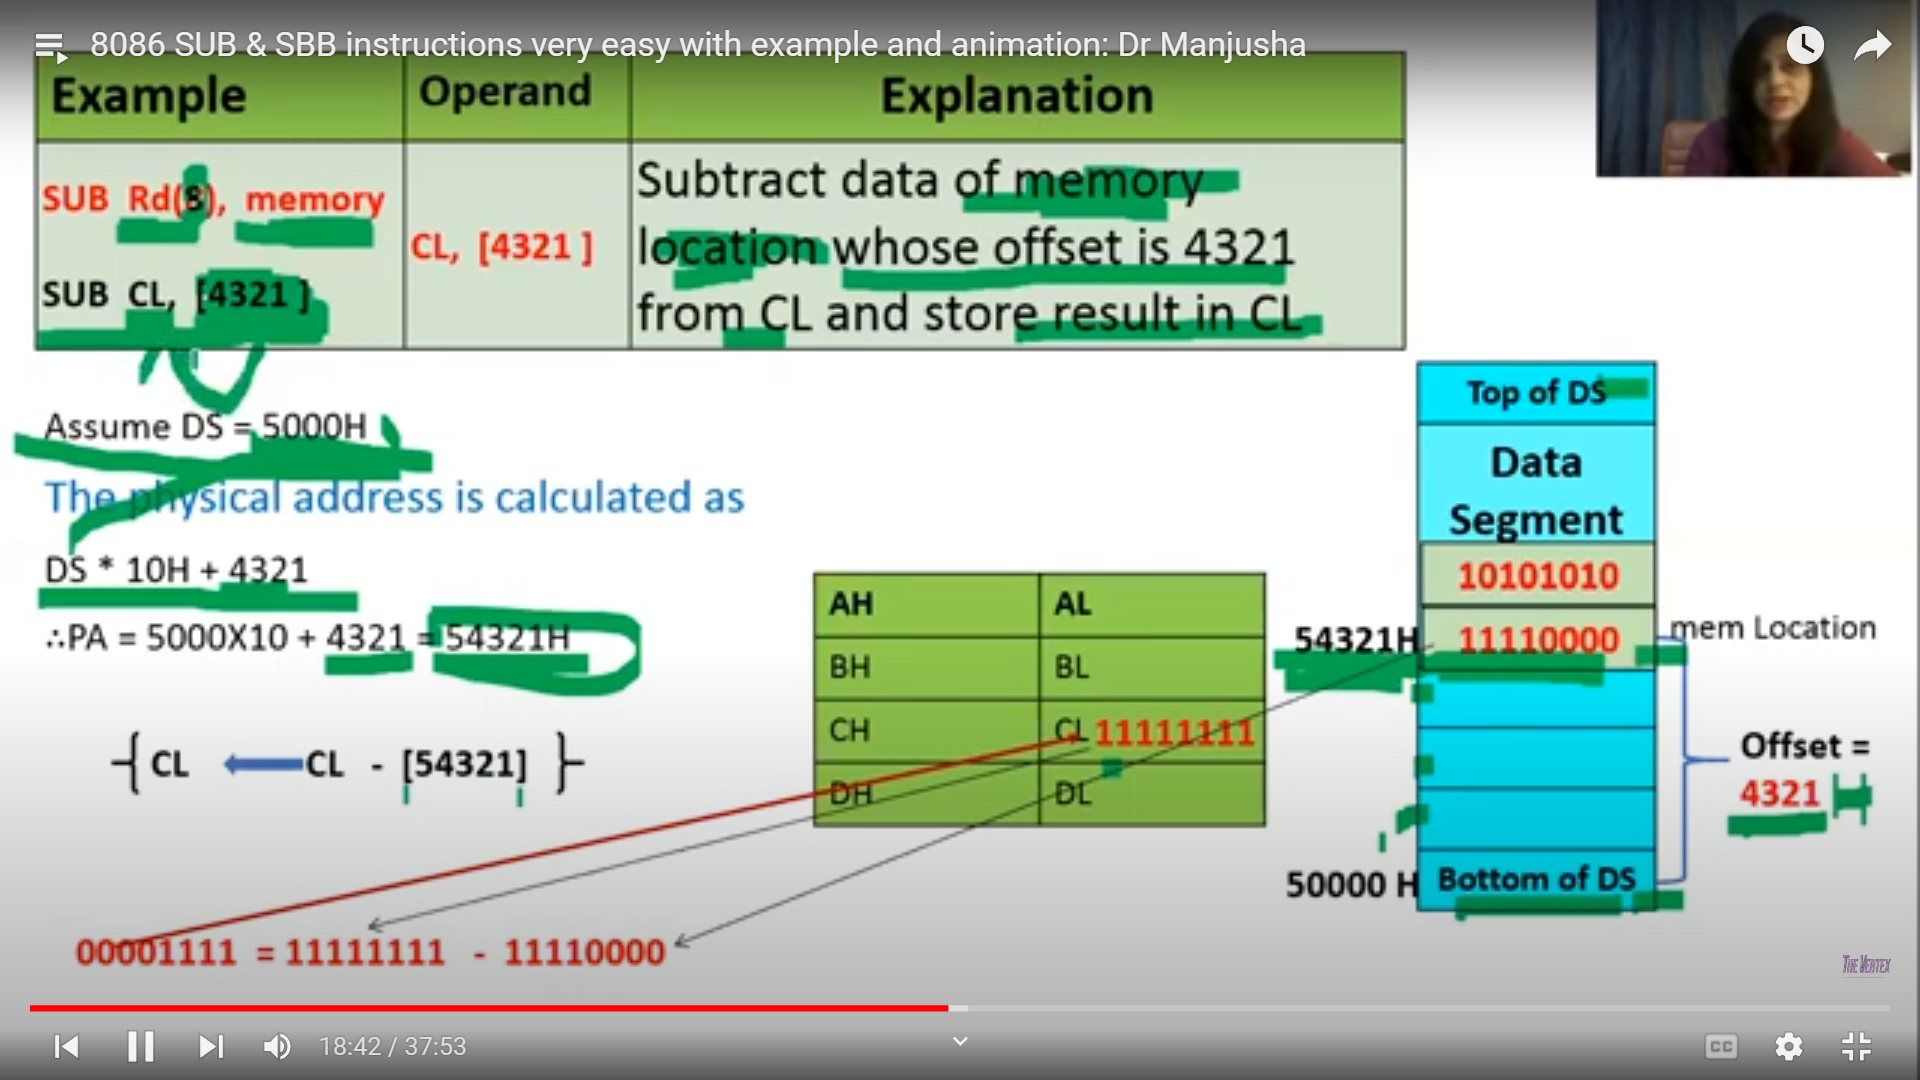 8086 SUB & SBB instructions very easy with example and animation: Dr Manjusha
Example
Operand
Explanation
SUB Rd(8), memory
SUB CL, [4321 ]
CL, [4321 ]
Subtract data of memory
location whose offset is 4321
from CL and store result in CL
Assume DS = 5000H
The physical address is calculated as
DS * 10H + 4321
∴PA = 5000X10 + 4321 = 54321H
CL CL - [54321]
AH AL
BH BL
CH CL 11111111
DH DL
Top of DS
Data
Segment
10101010
54321H 11110000 mem Location
Offset =
4321 H
50000 H Bottom of DS
00001111 = 11111111 - 11110000
THE VERTEX
18:42 / 37:53
CC